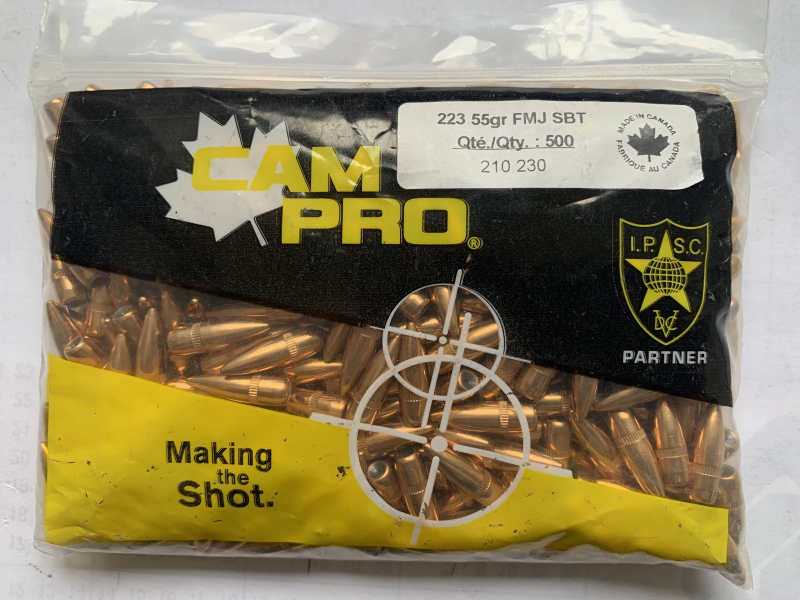 223 55gr FMJ SBT
Qté./Qty. : 500
210 230
MADE IN CANADA
FABRIQUÉ AU CANADA
CAM
PRO®
I.P.S.C.
DVC
PARTNER
Making
the
Shot.